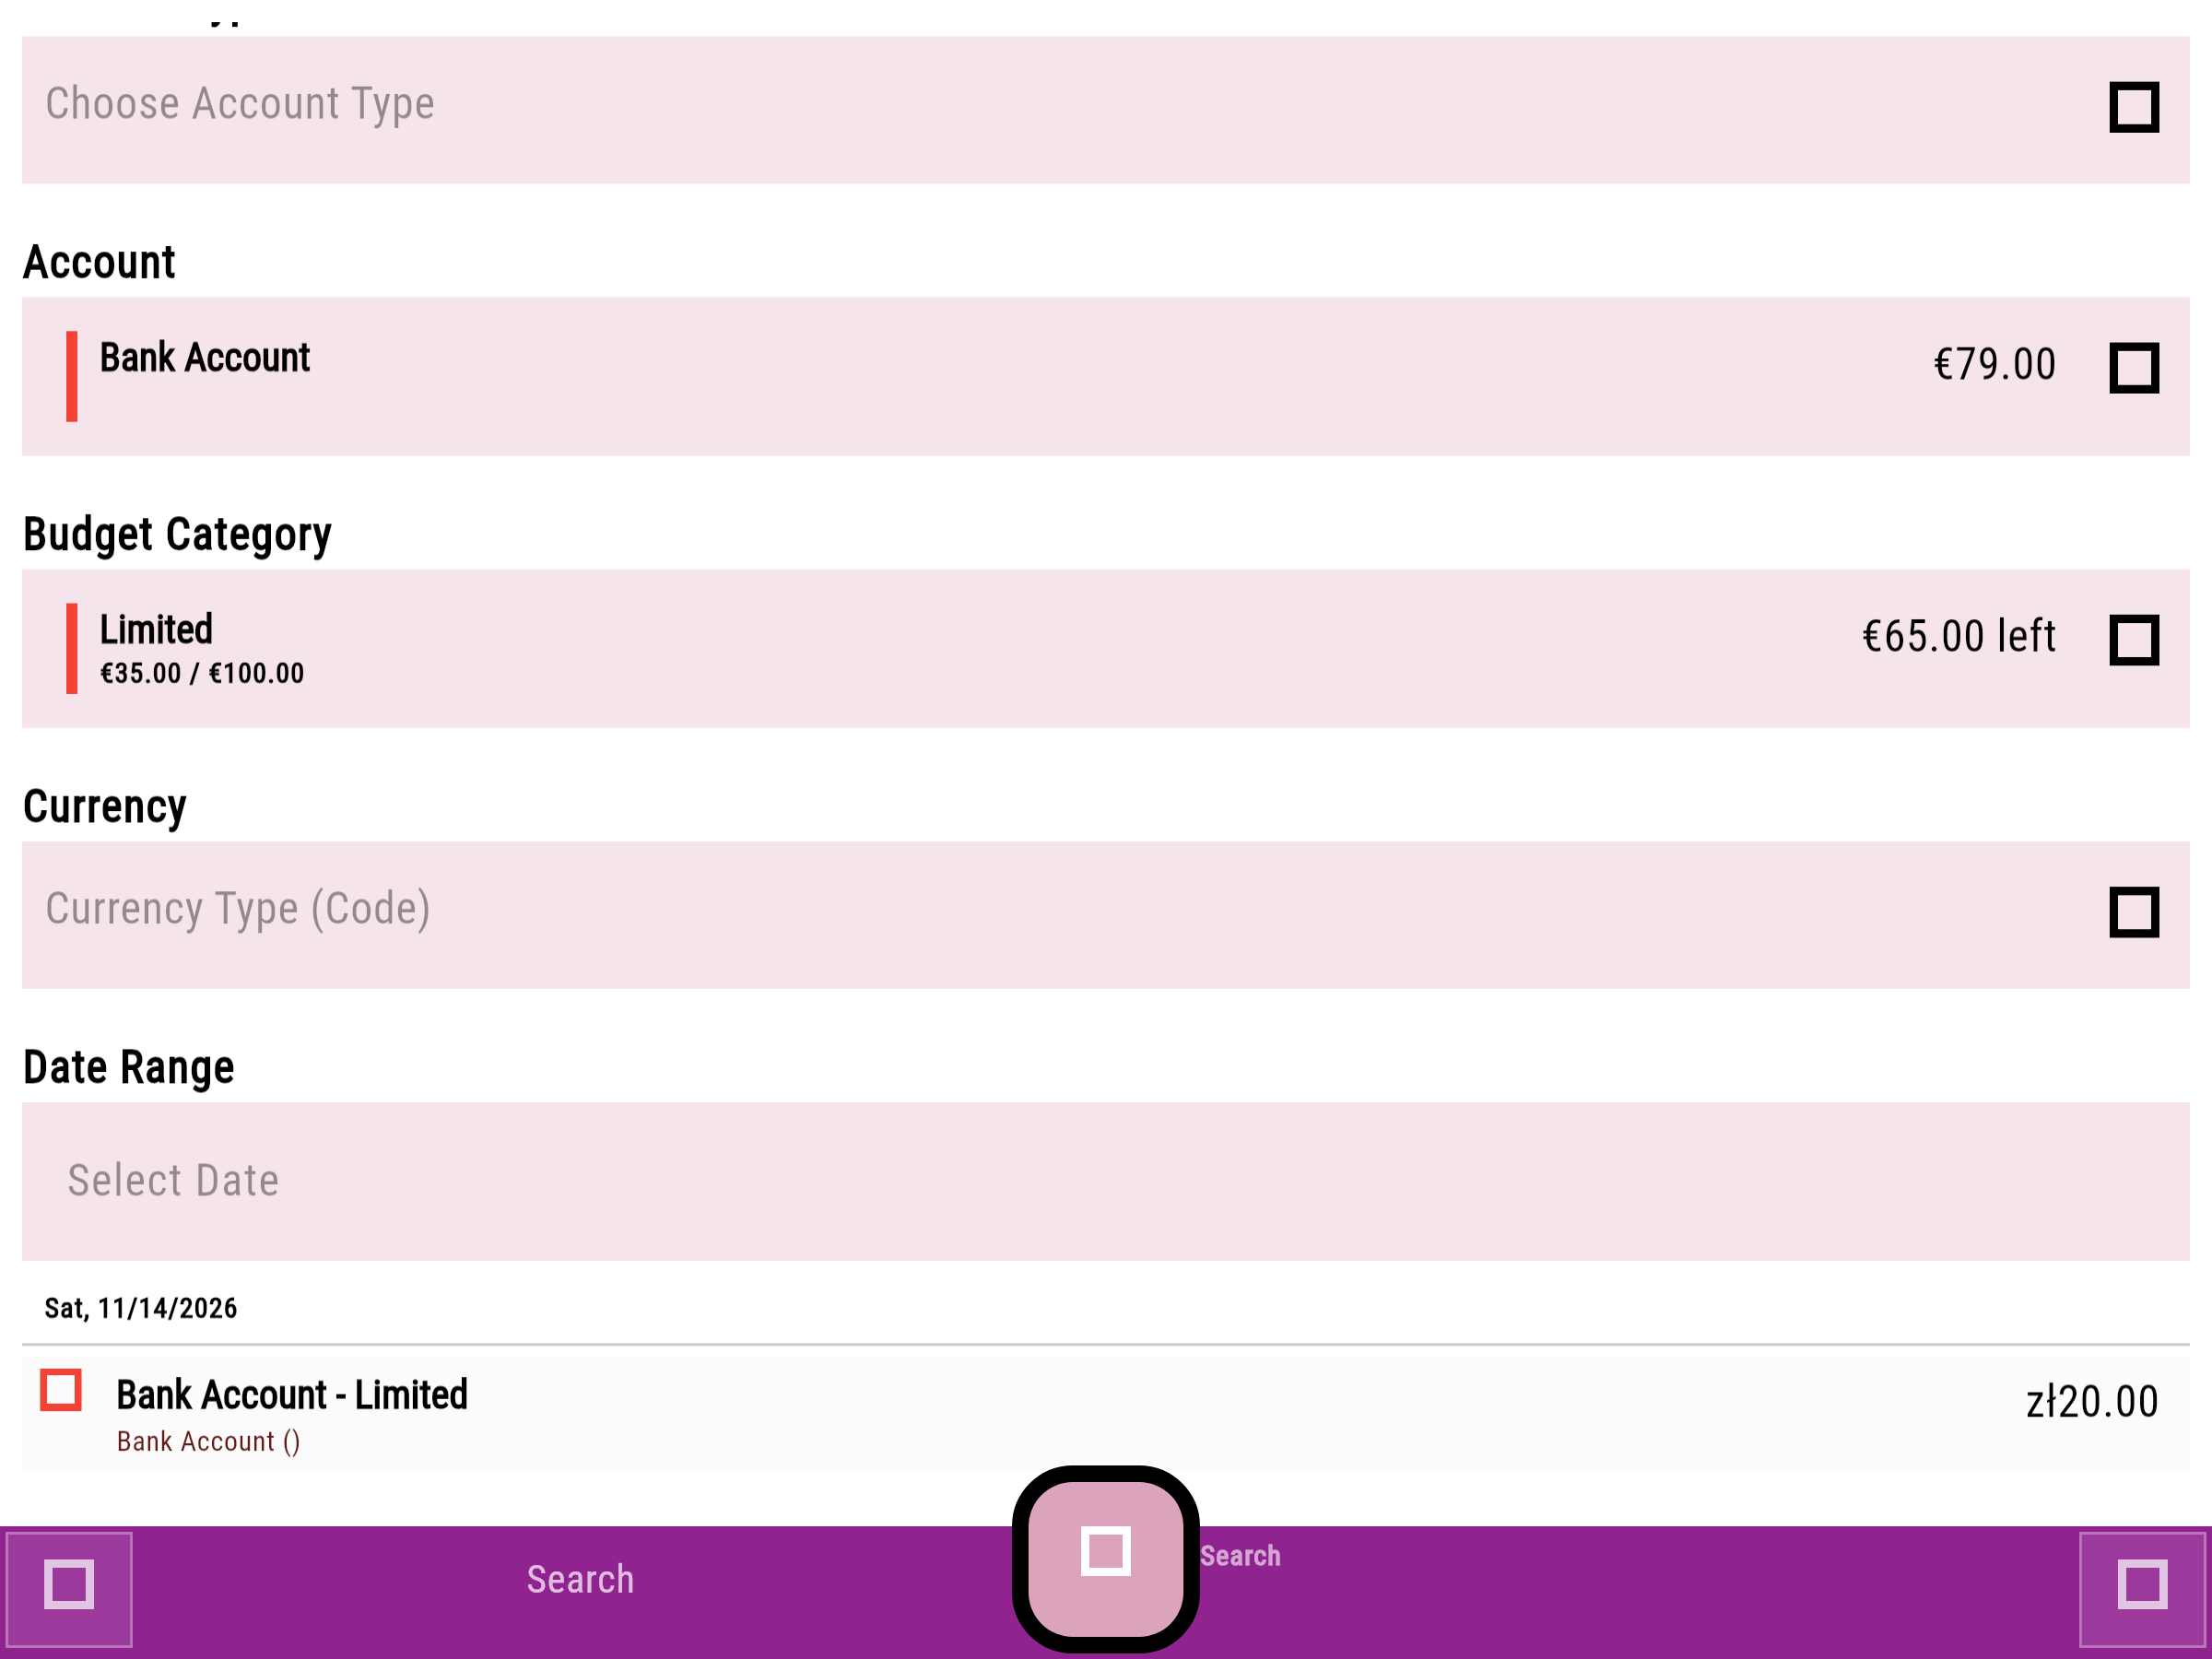 Choose Account Type
Account
Bank Account
€79.00
Budget Category
Limited
€35.00 / €100.00
€65.00 left
Currency
Currency Type (Code)
Date Range
Select Date
Sat, 11/14/2026
Bank Account - Limited
zł20.00
Bank Account ()
Search
Search